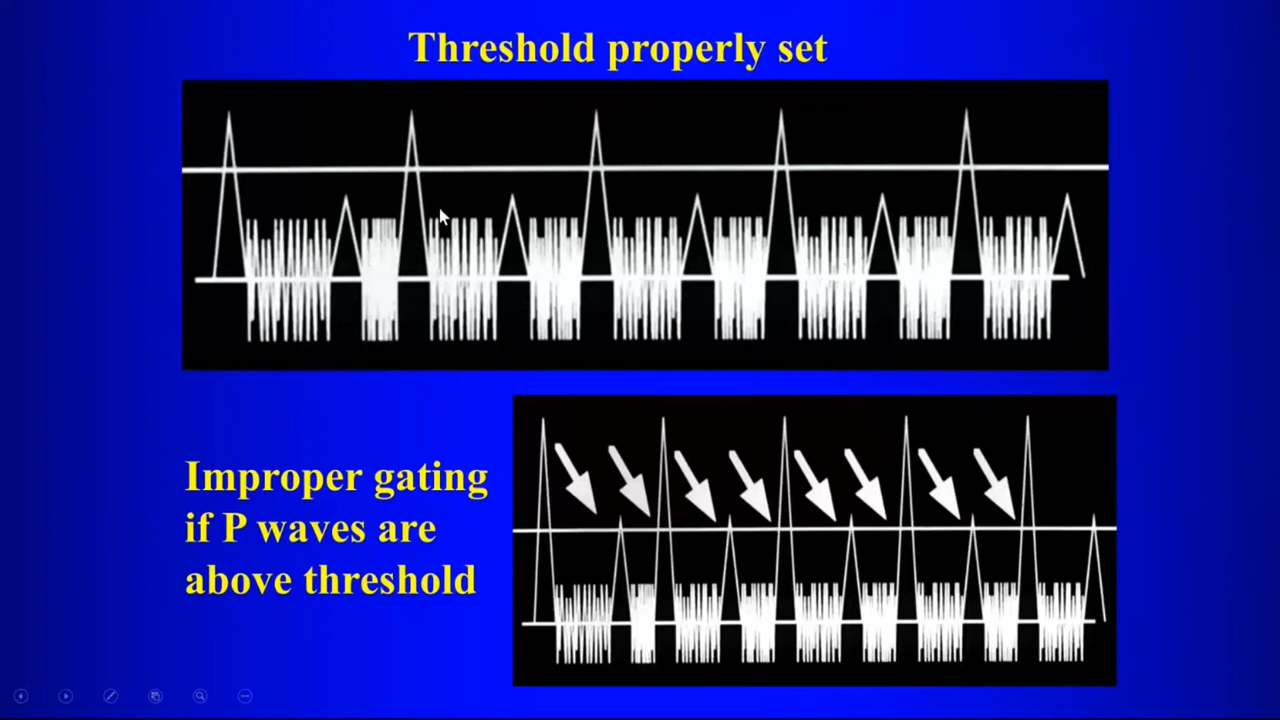 Threshold properly set
Improper gating
if P waves are
above threshold